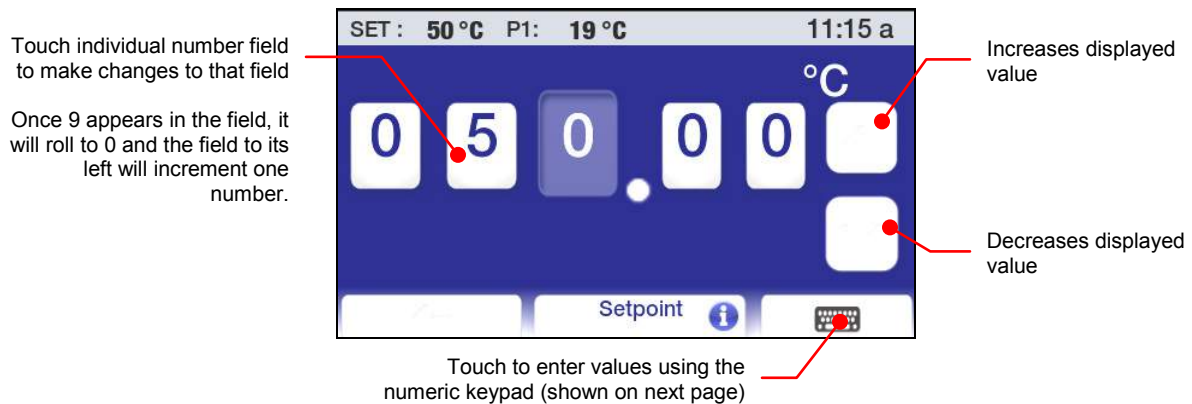 SET : 50 °C P1: 19 °C 11:15 a
Touch individual number field
to make changes to that field
Once 9 appears in the field, it
will roll to 0 and the field to its
left will increment one
number.
°C
0 5 0 . 0 0
Increases displayed
value
Decreases displayed
value
Setpoint i
Touch to enter values using the
numeric keypad (shown on next page)